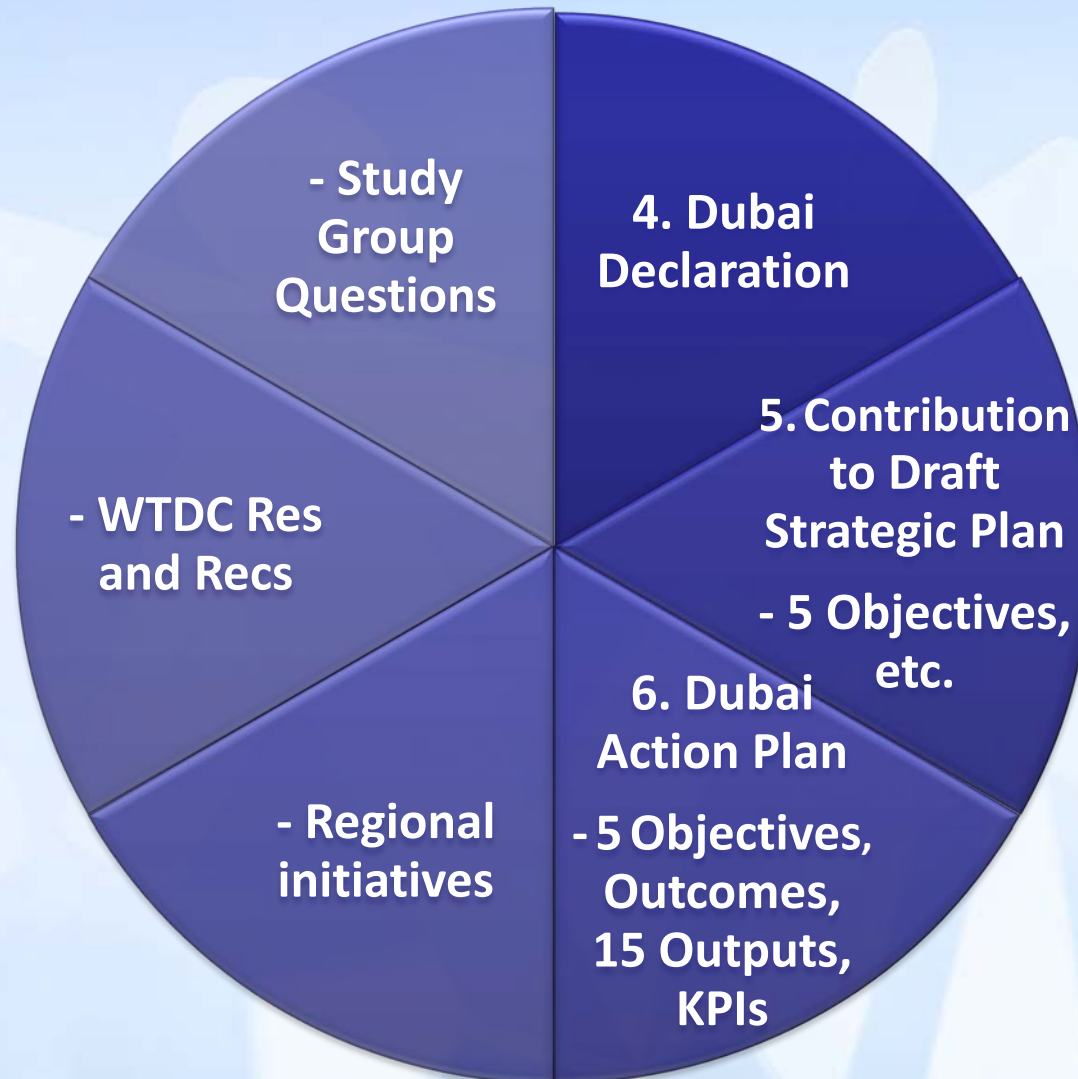 - Study
Group
Questions
4. Dubai
Declaration
5. Contribution
to Draft
Strategic Plan
- 5 Objectives,
etc.
6. Dubai
Action Plan
- 5 Objectives,
Outcomes,
15 Outputs,
KPIs
- Regional
initiatives
- WTDC Res
and Recs